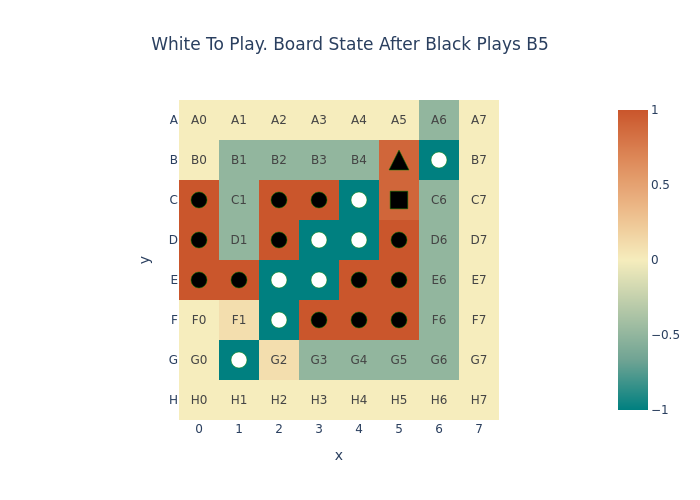 White To Play. Board State After Black Plays B5
A A0 A1 A2 A3 A4 A5 A6 A7
B B0 B1 B2 B3 B4 B7
C C1 C6 C7
D D1 D6 D7
E E6 E7
F F0 F1 F6 F7
G G0 G2 G3 G4 G5 G6 G7
H H0 H1 H2 H3 H4 H5 H6 H7
0 1 2 3 4 5 6 7
x
y
1
0.5
0
−0.5
−1